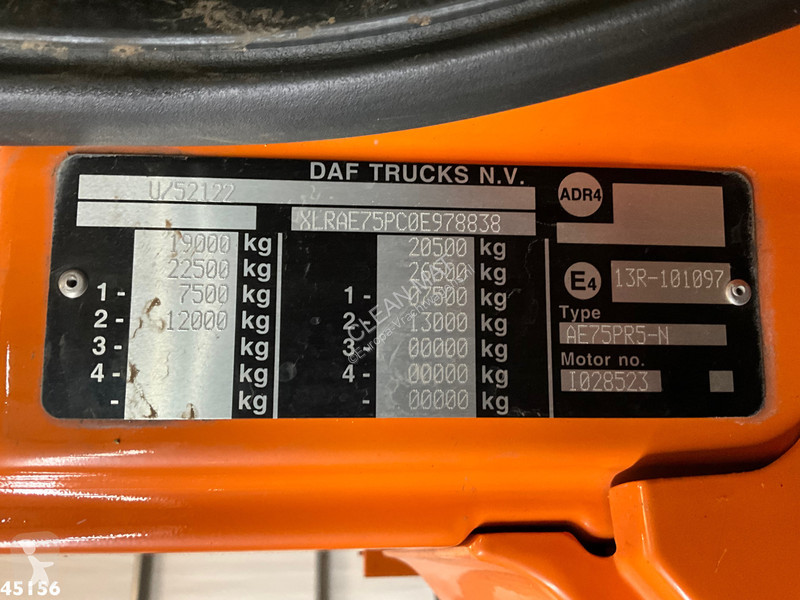 DAF TRUCKS N.V.
V/52122
XLRAE75PC0E978838
19000 kg
22500 kg
1 - 7500 kg
2 - 12000 kg
3 - kg
4 - kg
- kg
20500 kg
26500 kg
1 - 07500 kg
2 - 13000 kg
3 - 00000 kg
4 - 00000 kg
- 00000 kg
ADR4
E4 13R-101097
Type
AE75PR5-N
Motor no.
I028523
CLEAN MAT
45156